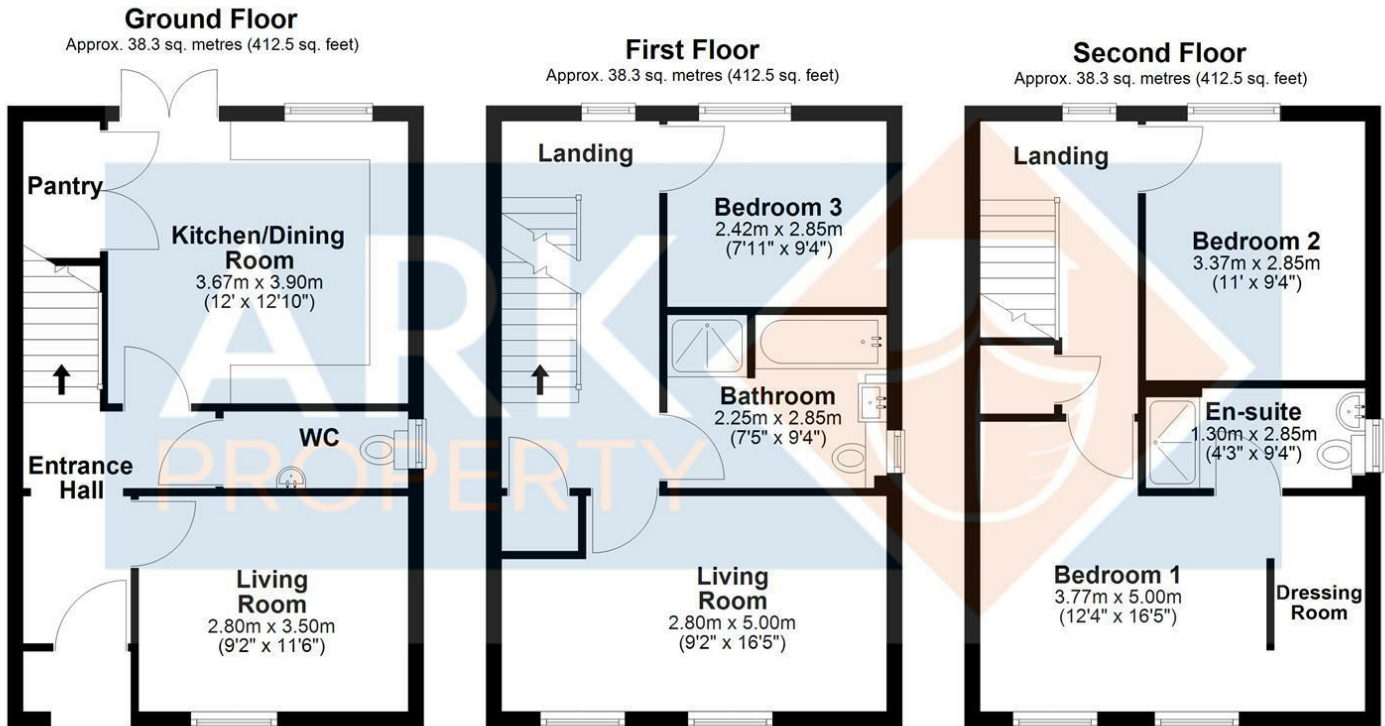 Ground Floor
Approx. 38.3 sq. metres (412.5 sq. feet)
Pantry
Kitchen/Dining
Room
3.67m x 3.90m
(12' x 12'10")
WC
Entrance
Hall
Living
Room
2.80m x 3.50m
(9'2" x 11'6")
First Floor
Approx. 38.3 sq. metres (412.5 sq. feet)
Landing
Bedroom 3
2.42m x 2.85m
(7'11" x 9'4")
Bathroom
2.25m x 2.85m
(7'5" x 9'4")
Living
Room
2.80m x 5.00m
(9'2" x 16'5")
Second Floor
Approx. 38.3 sq. metres (412.5 sq. feet)
Landing
Bedroom 2
3.37m x 2.85m
(11' x 9'4")
En-suite
1.30m x 2.85m
(4'3" x 9'4")
Bedroom 1
3.77m x 5.00m
(12'4" x 16'5")
Dressing
Room
ARK
PROPERTY